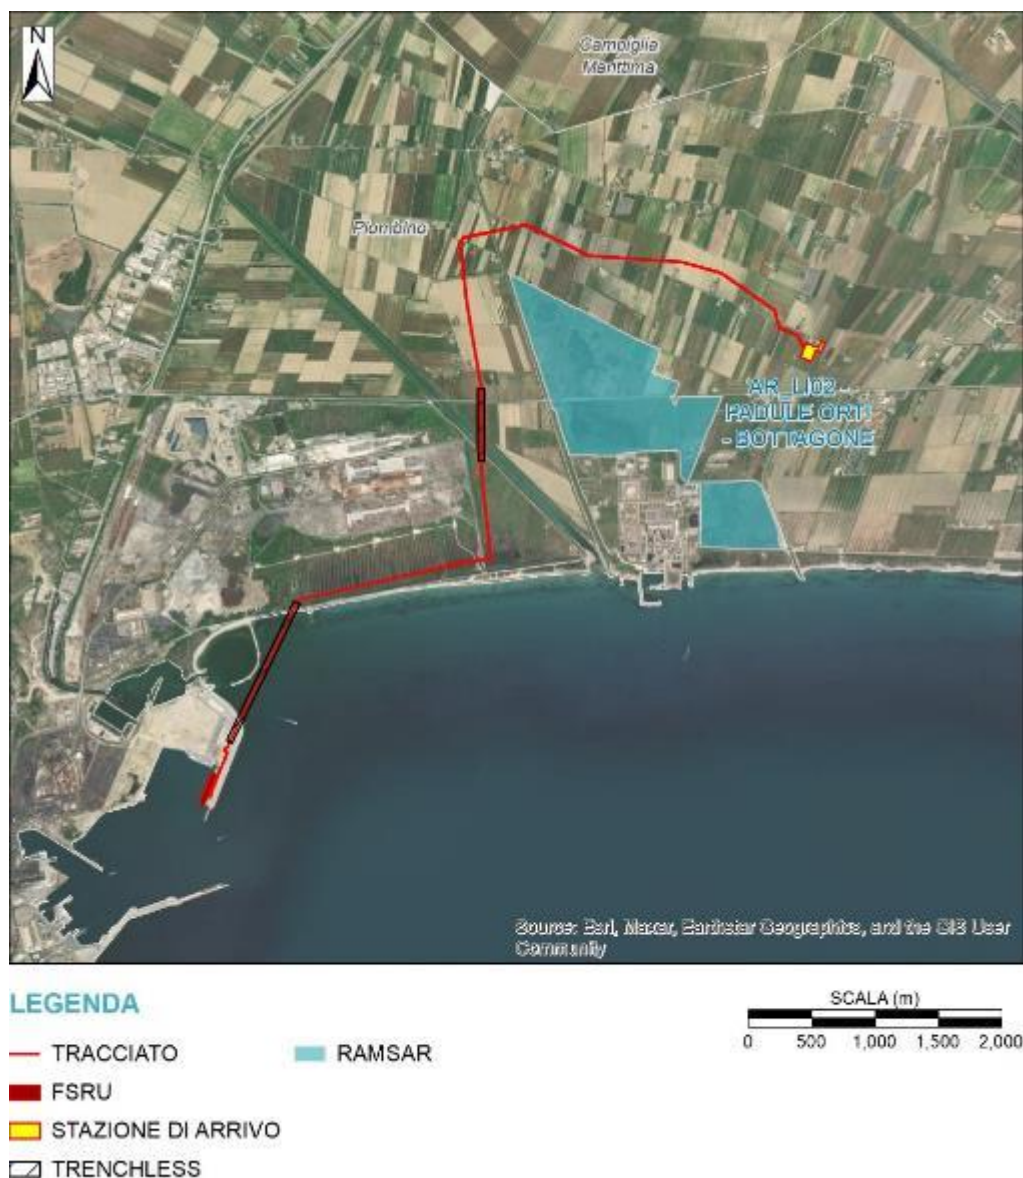 N
Campiglia
Marittima
Piombino
AR_LI02 -
PADULE ORTI
- BOTTAGONE
Source: Esri, Maxar, Earthstar Geographics, and the GIS User
Community
LEGENDA
SCALA (m)
0 500 1,000 1,500 2,000
TRACCIATO
RAMSAR
FSRU
STAZIONE DI ARRIVO
TRENCHLESS